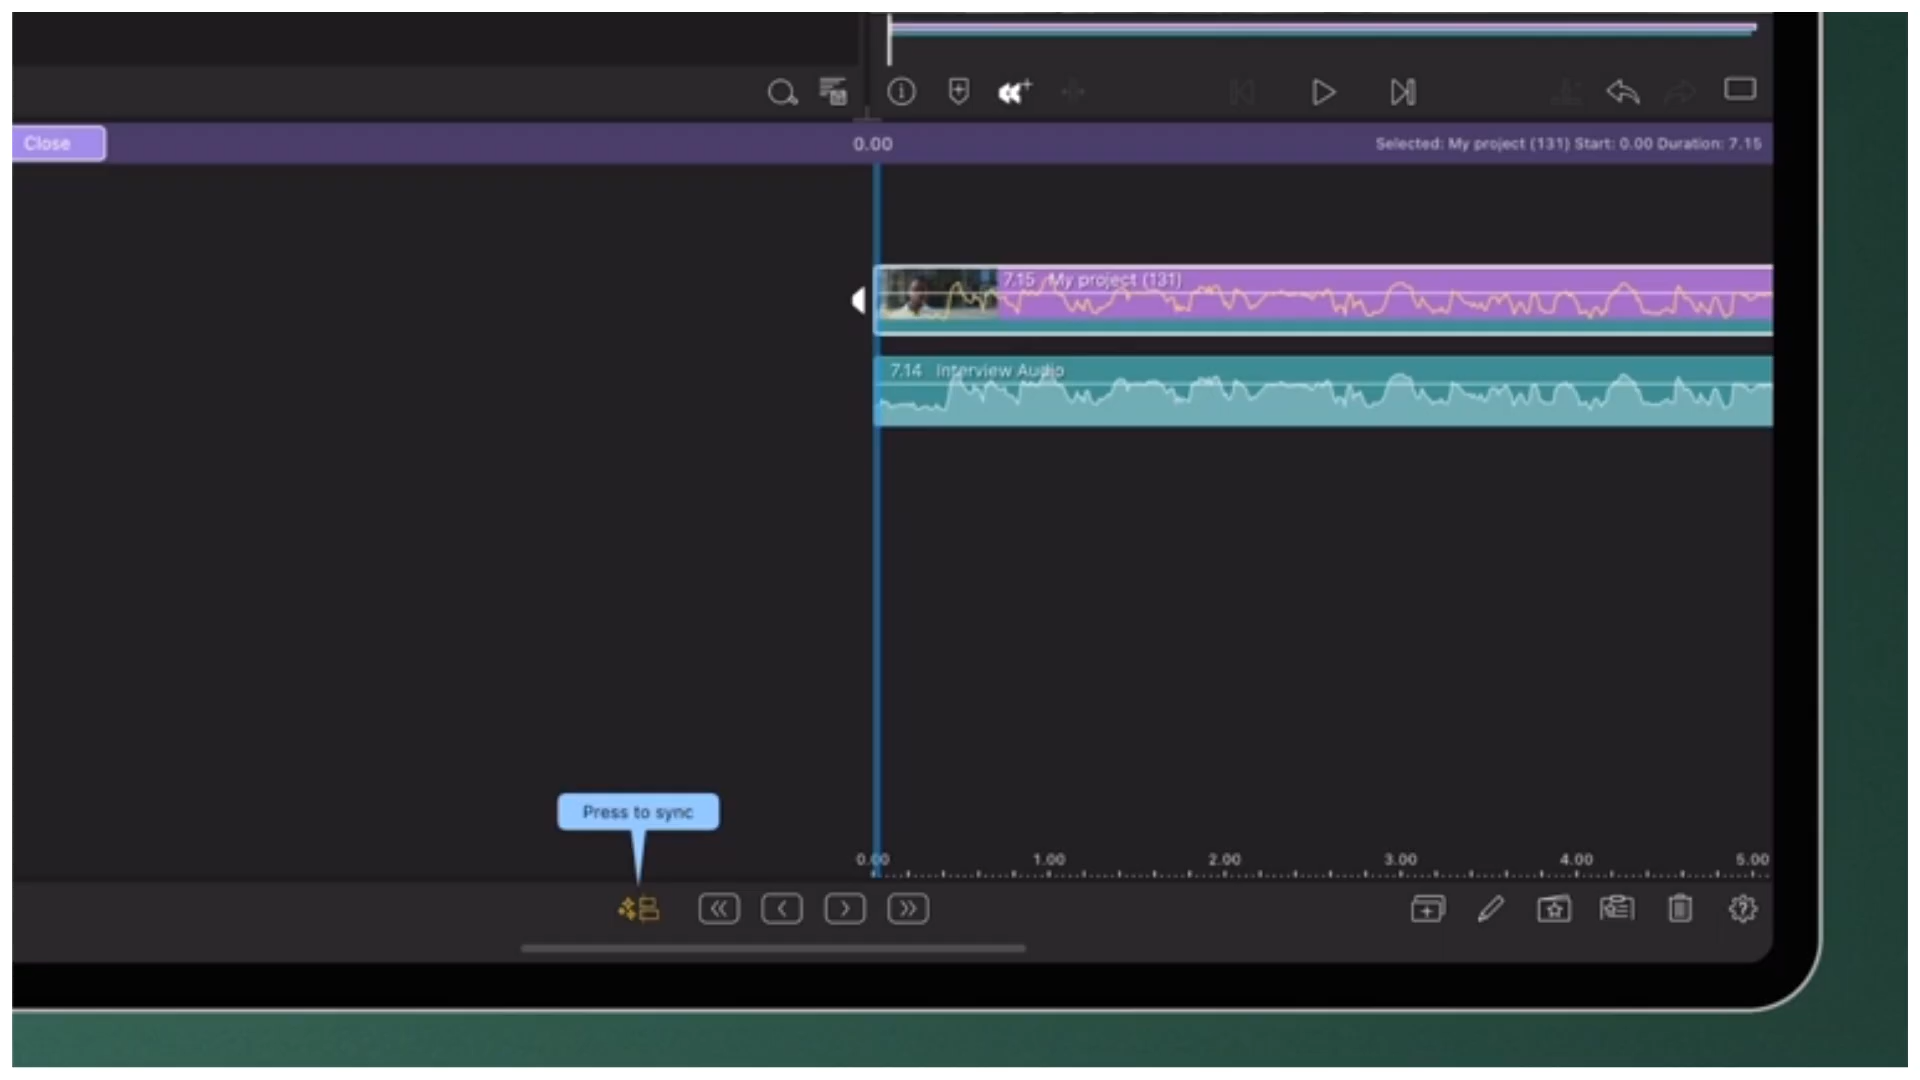 Close
0.00
Selected: My project (131) Start: 0.00 Duration: 7.15
7.15 My project (131)
7.14 Interview Audio
Press to sync
0.00 1.00 2.00 3.00 4.00 5.00